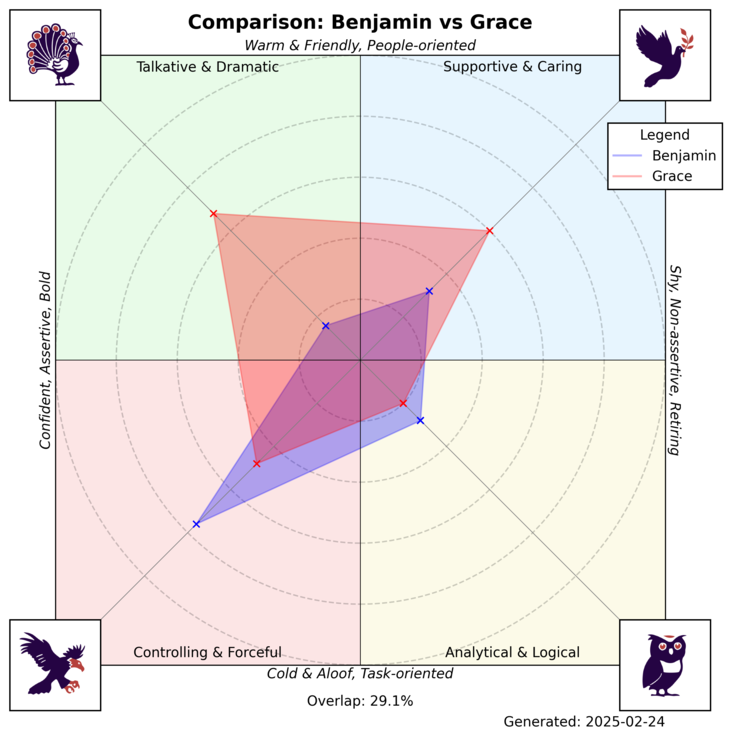 Comparison: Benjamin vs Grace
Warm & Friendly, People-oriented
Talkative & Dramatic
Supportive & Caring
Legend
Benjamin
Grace
Confident, Assertive, Bold
Shy, Non-assertive, Retiring
Controlling & Forceful
Analytical & Logical
Cold & Aloof, Task-oriented
Overlap: 29.1%
Generated: 2025-02-24